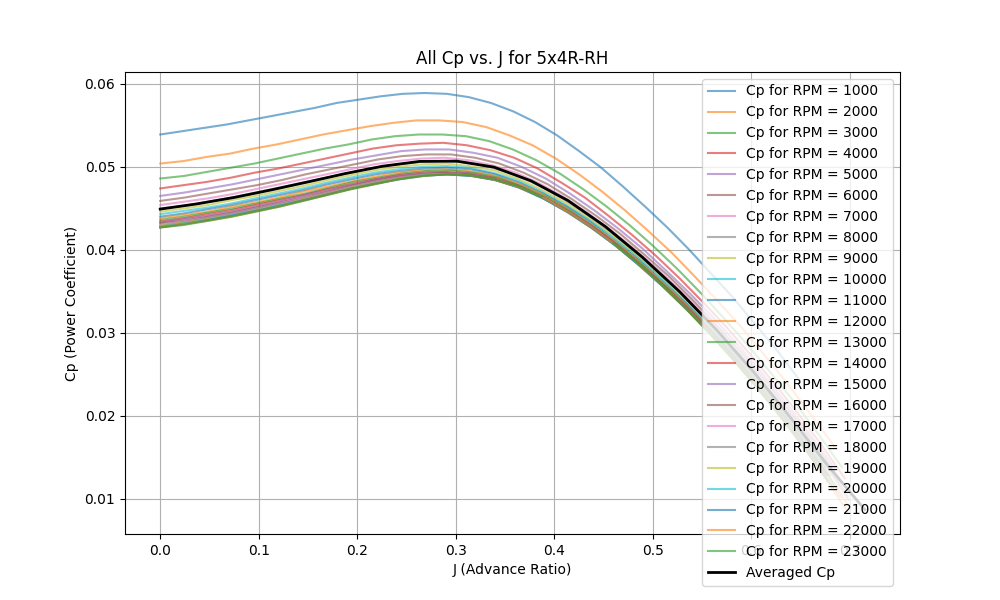 All Cp vs. J for 5x4R-RH
Cp (Power Coefficient)
0.06
0.05
0.04
0.03
0.02
0.01
0.0
0.1
0.2
0.3
0.4
0.5
J (Advance Ratio)
Cp for RPM = 1000
Cp for RPM = 2000
Cp for RPM = 3000
Cp for RPM = 4000
Cp for RPM = 5000
Cp for RPM = 6000
Cp for RPM = 7000
Cp for RPM = 8000
Cp for RPM = 9000
Cp for RPM = 10000
Cp for RPM = 11000
Cp for RPM = 12000
Cp for RPM = 13000
Cp for RPM = 14000
Cp for RPM = 15000
Cp for RPM = 16000
Cp for RPM = 17000
Cp for RPM = 18000
Cp for RPM = 19000
Cp for RPM = 20000
Cp for RPM = 21000
Cp for RPM = 22000
Cp for RPM = 23000
Averaged Cp